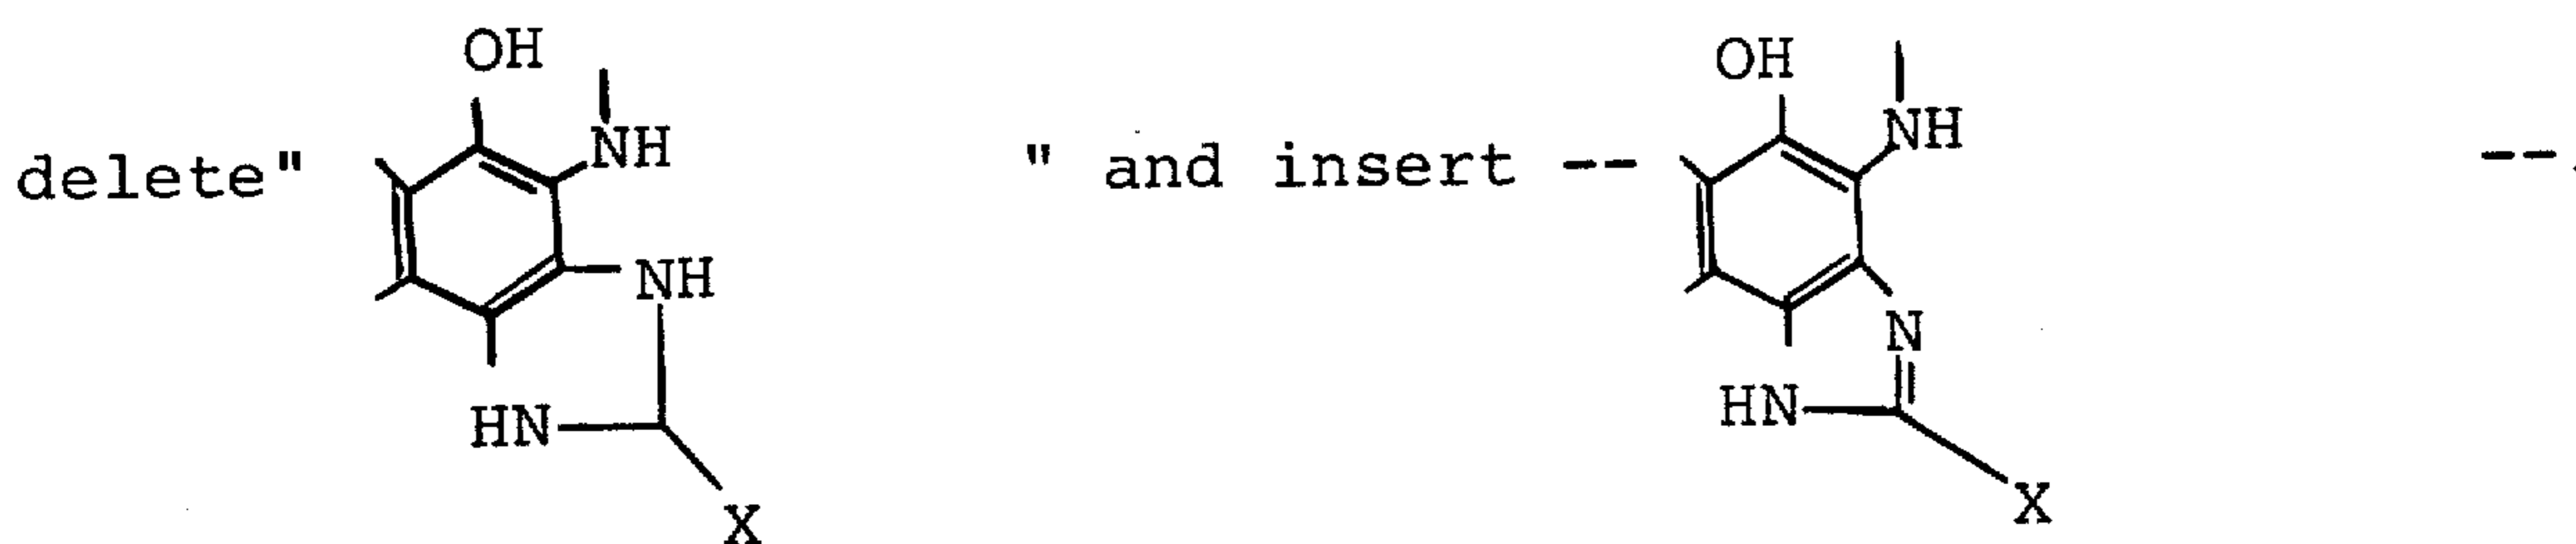 OH OH
NH NH
delete" " and insert -- --.
NH N
HN HN
X X